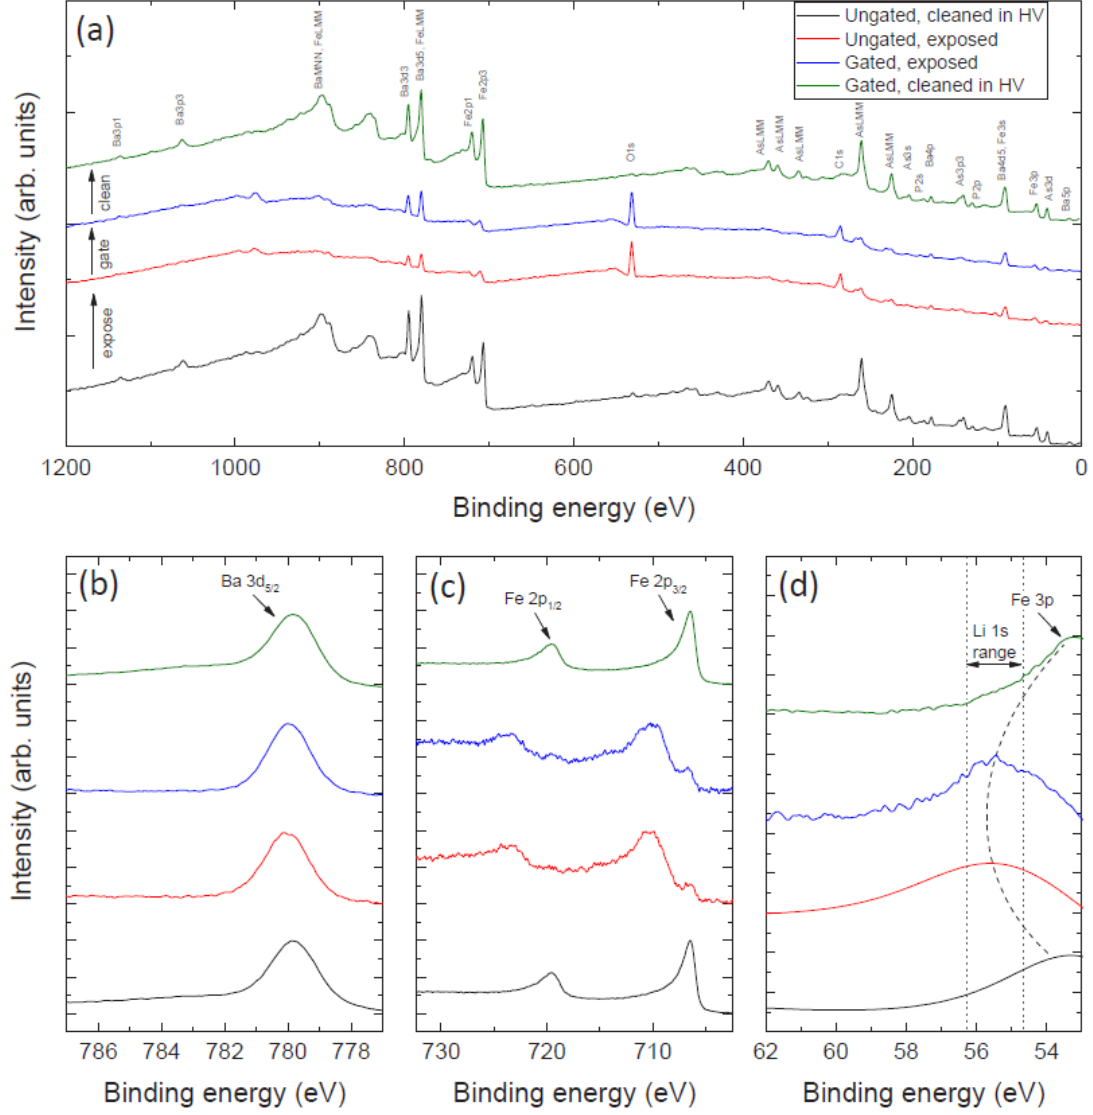 (a)
Ungated, cleaned in HV
Ungated, exposed
Gated, exposed
Gated, cleaned in HV
Intensity (arb. units)
Ba3p1
Ba3p3
BaMNN, FeLMM
Ba3d3
Ba3d5, FeLMM
Fe2p1
Fe2p3
O1s
AsLMM
AsLMM
AsLMM
C1s
AsLMM
AsLMM
As3s
P2s
Ba4p
As3p3
P2p
Ba4d5, Fe3s
Fe3p
As3d
Ba5p
clean
gate
expose
1200 1000 800 600 400 200 0
Binding energy (eV)
(b)
Ba 3d5/2
Intensity (arb. units)
786 784 782 780 778
Binding energy (eV)
(c)
Fe 2p1/2
Fe 2p3/2
730 720 710
Binding energy (eV)
(d)
Fe 3p
Li 1s
range
62 60 58 56 54
Binding energy (eV)